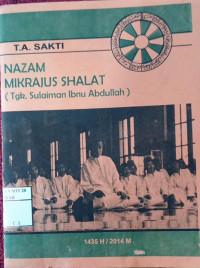 T.A. SAKTI
NAZAM
MIKRAJUS SHALAT
( Tgk. Sulaiman Ibnu Abdullah )
1435 H / 2014 M